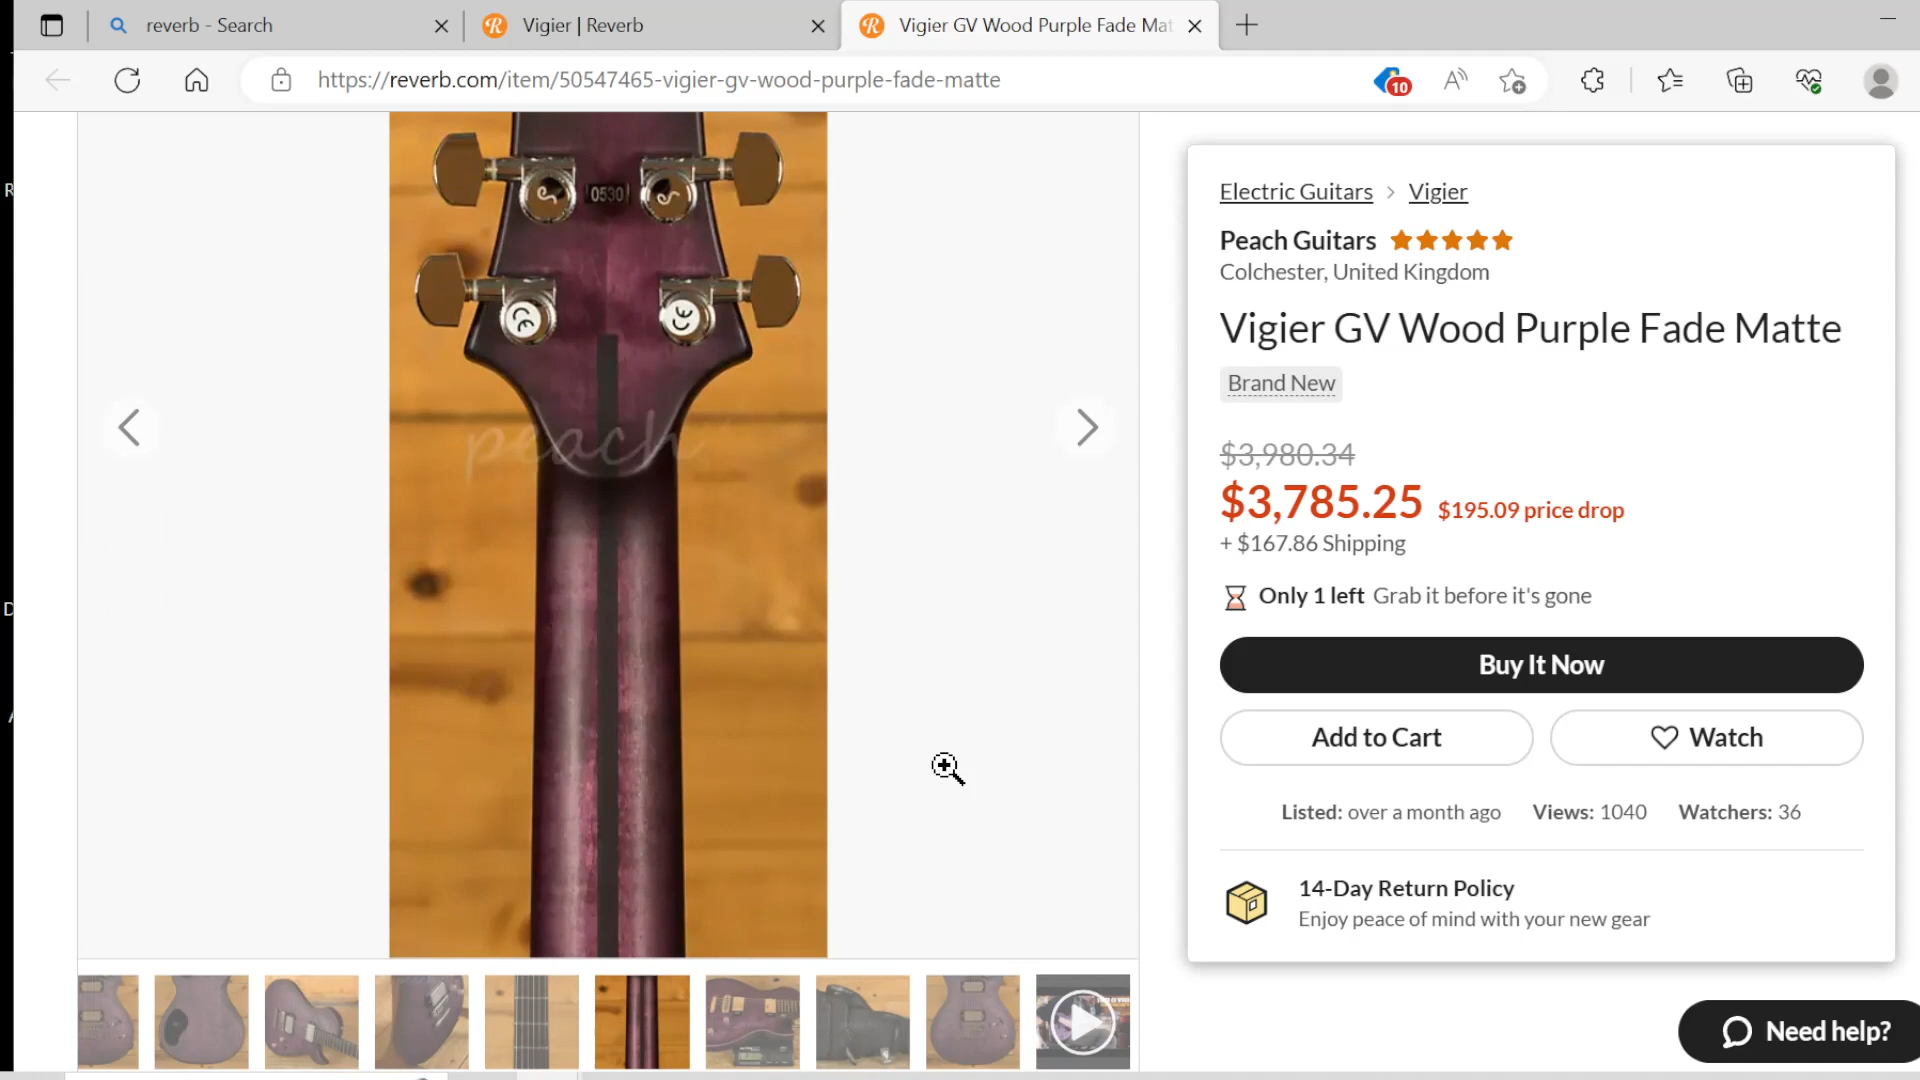 reverb - Search
Vigier | Reverb
Vigier GV Wood Purple Fade Mat
https://reverb.com/item/50547465-vigier-gv-wood-purple-fade-matte
10
0530
CE
CE
peach
Electric Guitars > Vigier
Peach Guitars
Colchester, United Kingdom
Vigier GV Wood Purple Fade Matte
Brand New
$3,980.34
$3,785.25 $195.09 price drop
+ $167.86 Shipping
Only 1 left Grab it before it's gone
Buy It Now
Add to Cart
Watch
Listed: over a month ago Views: 1040 Watchers: 36
14-Day Return Policy
Enjoy peace of mind with your new gear
Need help?